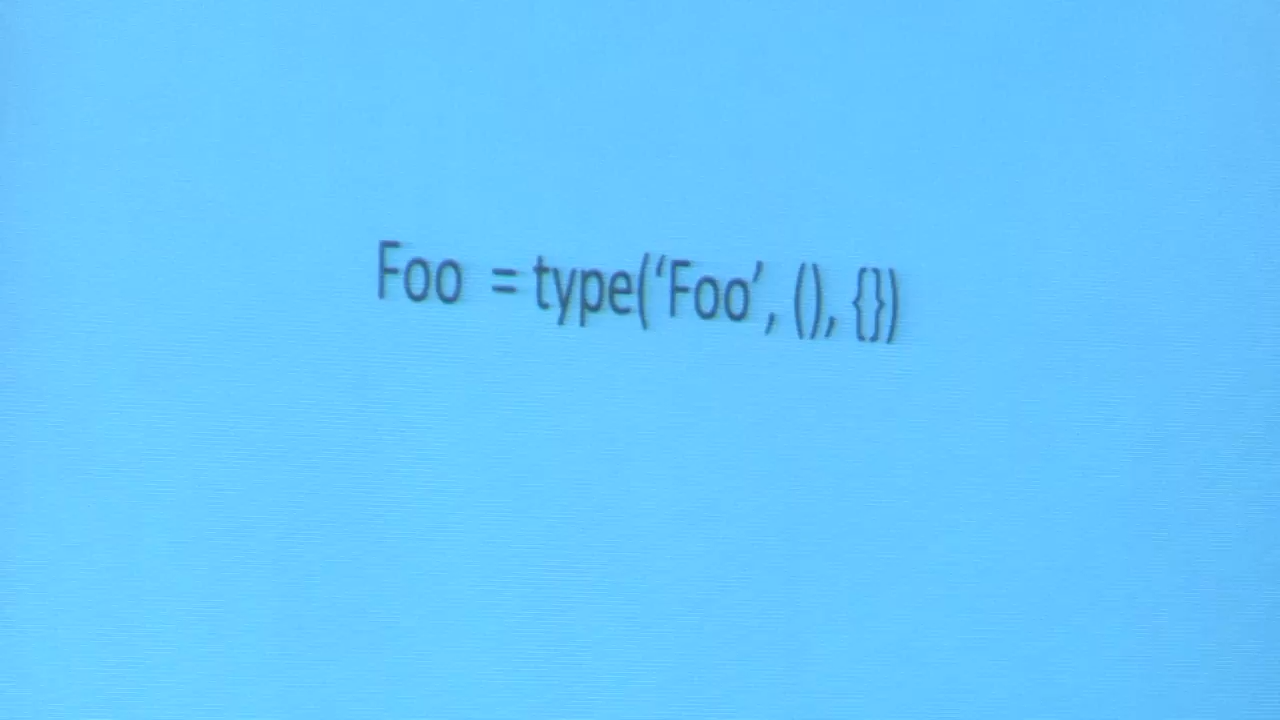 Foo = type(‘Foo’, (), {})